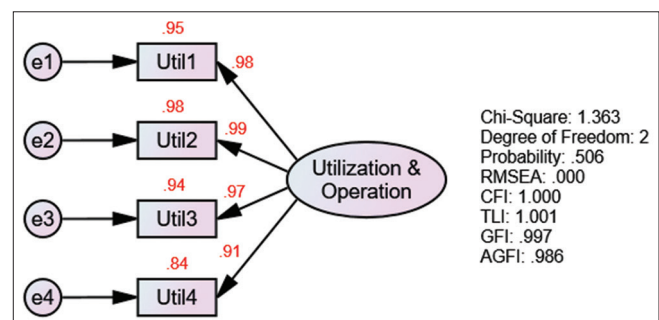 .95
e1
Util1
.98
.98
e2
Util2
.99
.94
e3
Util3
.97
.84
e4
Util4
.91
Utilization &
Operation
Chi-Square: 1.363
Degree of Freedom: 2
Probability: .506
RMSEA: .000
CFI: 1.000
TLI: 1.001
GFI: .997
AGFI: .986